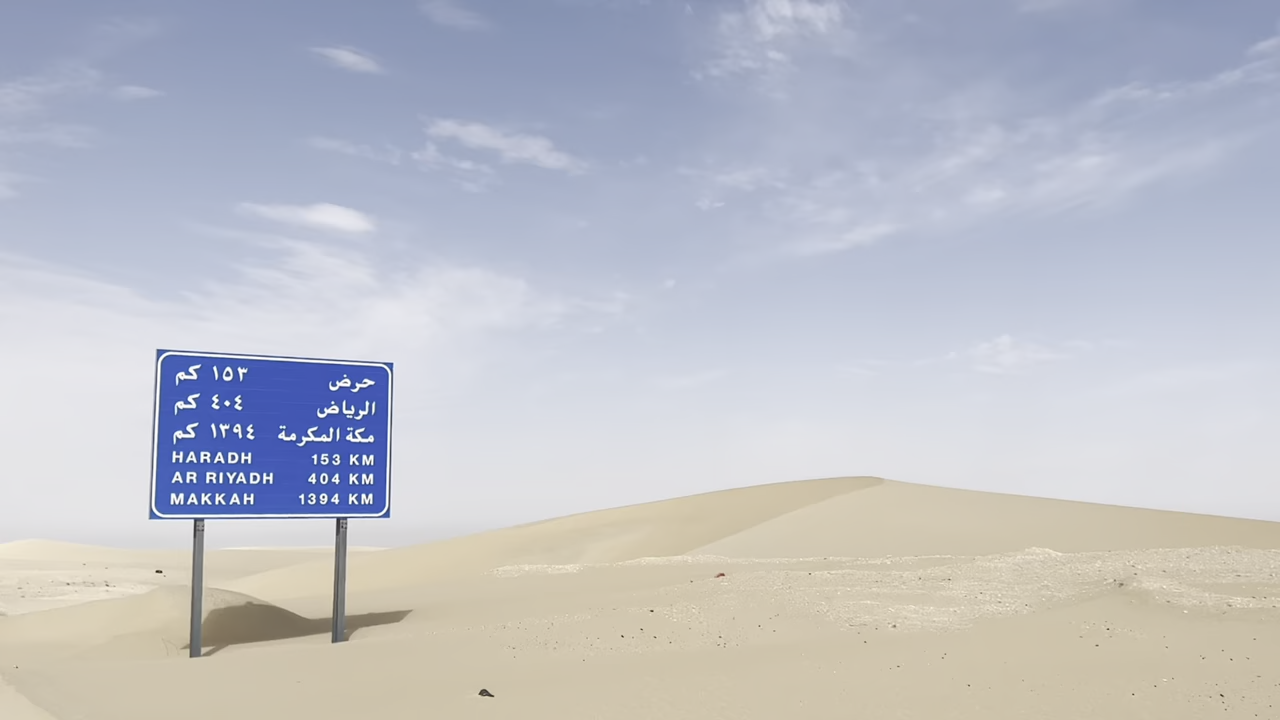 حرض ١٥٣ كم
الرياض ٤٠٤ كم
مكة المكرمة ١٣٩٤ كم
HARADH 153 KM
AR RIYADH 404 KM
MAKKAH 1394 KM